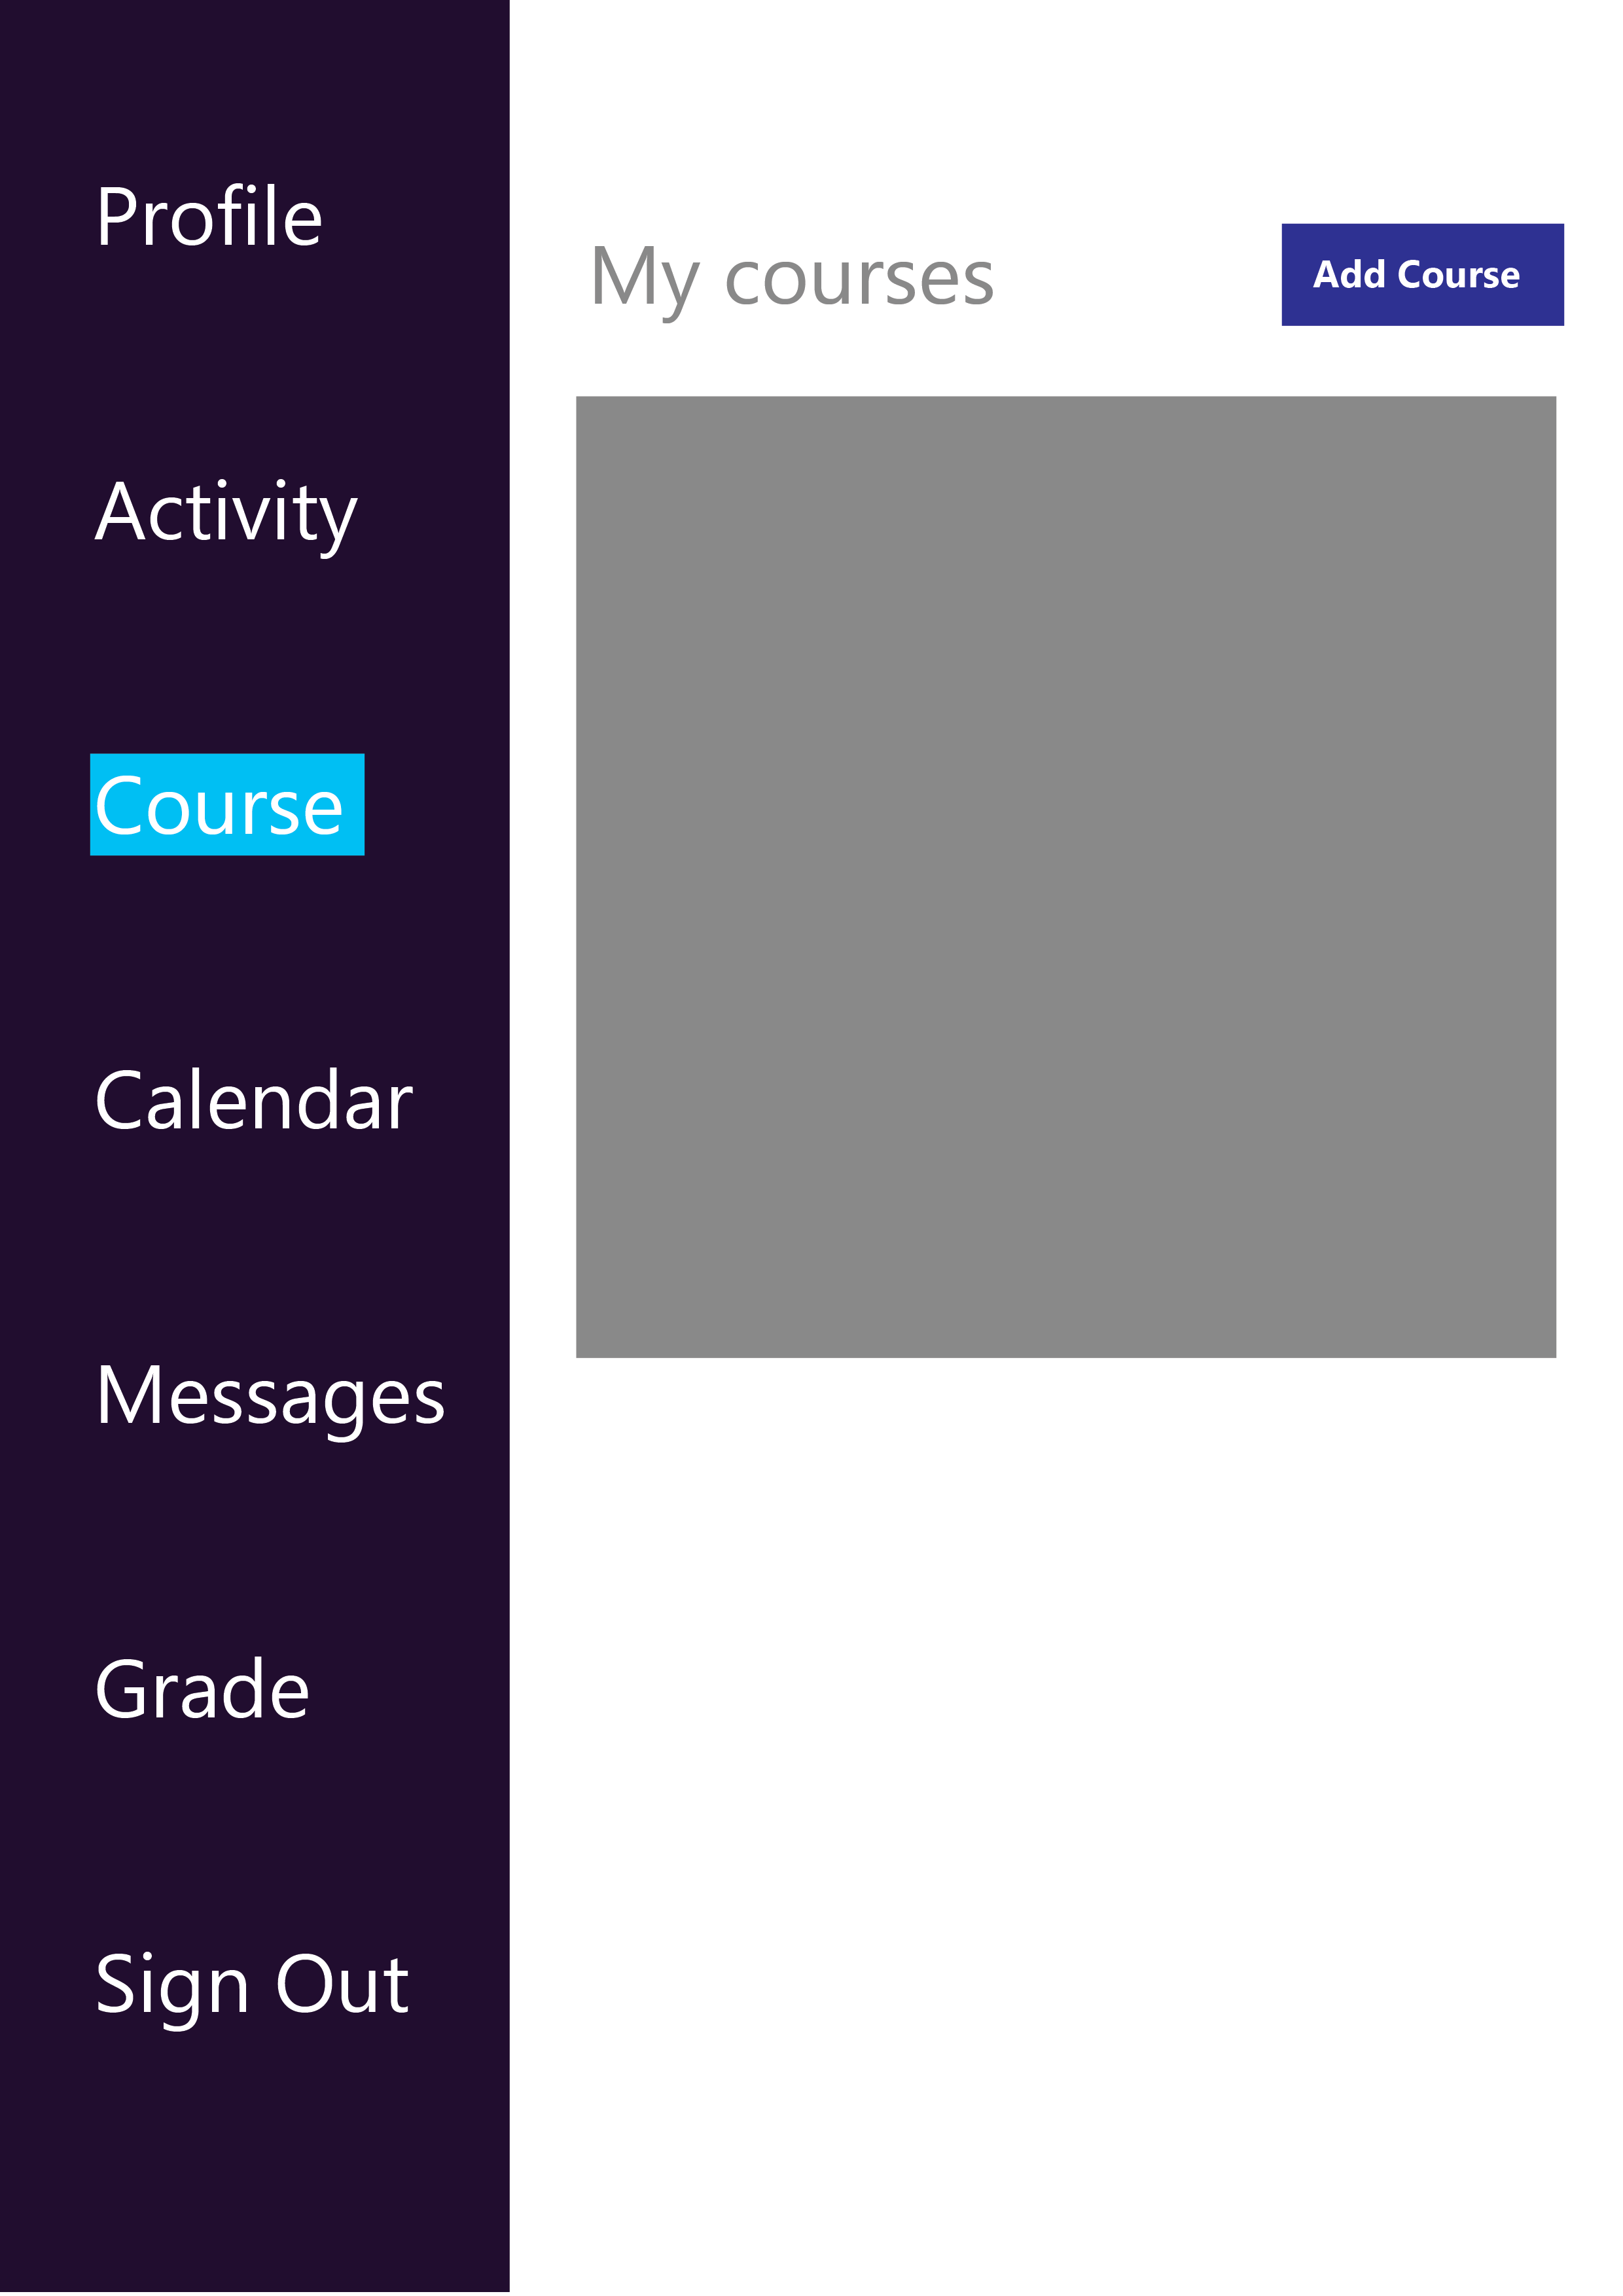 Profile
Activity
Course
Calendar
Messages
Grade
Sign Out
My courses
Add Course